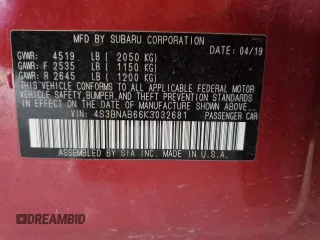 MFD BY SUBARU CORPORATION
DATE 04/19
GVWR: 4519 LB ( 2050 KG)
GAWR: F 2535 LB ( 1150 KG)
GAWR: R 2645 LB ( 1200 KG)
THIS VEHICLE CONFORMS TO ALL APPLICABLE FEDERAL MOTOR
VEHICLE SAFETY, BUMPER, AND THEFT PREVENTION
STANDARDS IN EFFECT ON THE DATE OF MANUFACTURE
SHOWN ABOVE.
VIN: 4S3BNAB66K3032681 PASSENGER CAR
ASSEMBLED BY SIA INC. IN U.S.A.
DREAMBID